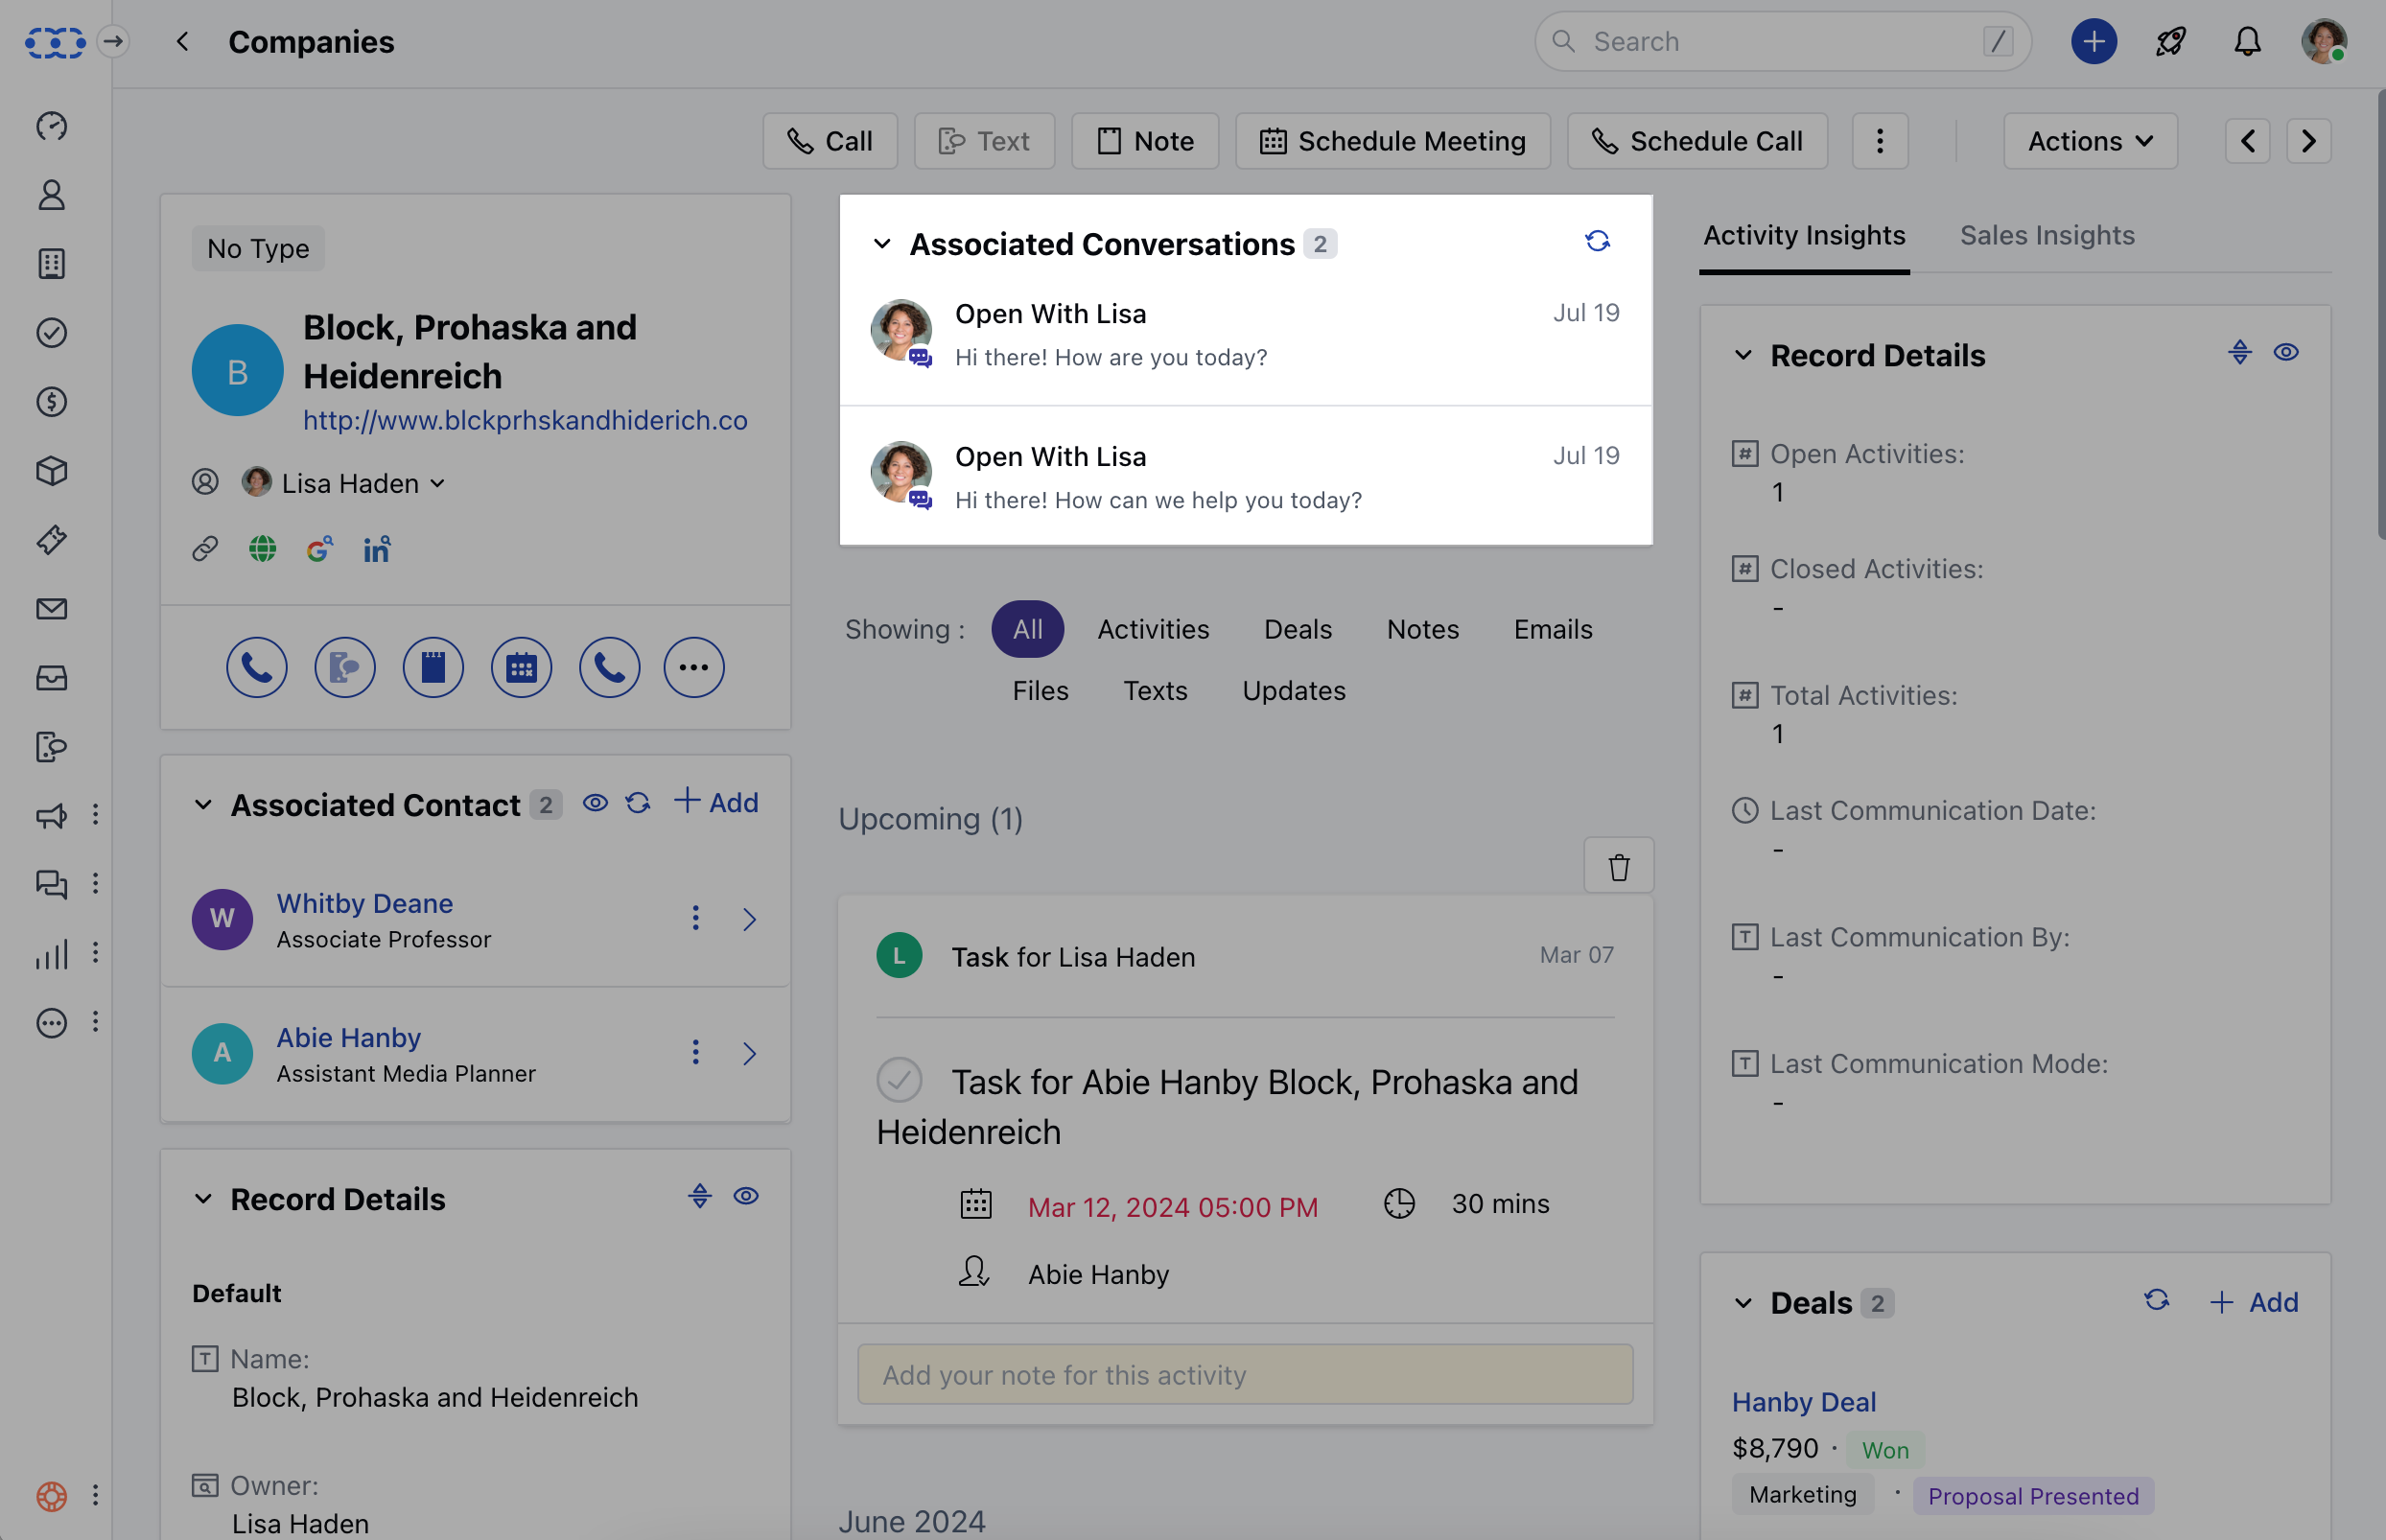 Companies
Search /
Call
Text
Note
Schedule Meeting
Schedule Call
Actions
No Type
B
Block, Prohaska and
Heidenreich
http://www.blckprhskandhiderich.co
Lisa Haden
Associated Contact 2
Add
W
Whitby Deane
Associate Professor
A
Abie Hanby
Assistant Media Planner
Record Details
Default
Name:
Block, Prohaska and Heidenreich
Owner:
Lisa Haden
Associated Conversations 2
Open With Lisa Jul 19
Hi there! How are you today?
Open With Lisa Jul 19
Hi there! How can we help you today?
Showing : All Activities Deals Notes Emails
Files Texts Updates
Upcoming (1)
L
Task for Lisa Haden Mar 07
Task for Abie Hanby Block, Prohaska and
Heidenreich
Mar 12, 2024 05:00 PM 30 mins
Abie Hanby
Add your note for this activity
June 2024
Activity Insights Sales Insights
Record Details
Open Activities:
1
Closed Activities:
-
Total Activities:
1
Last Communication Date:
-
Last Communication By:
-
Last Communication Mode:
-
Deals 2
Add
Hanby Deal
$8,790 · Won
Marketing · Proposal Presented